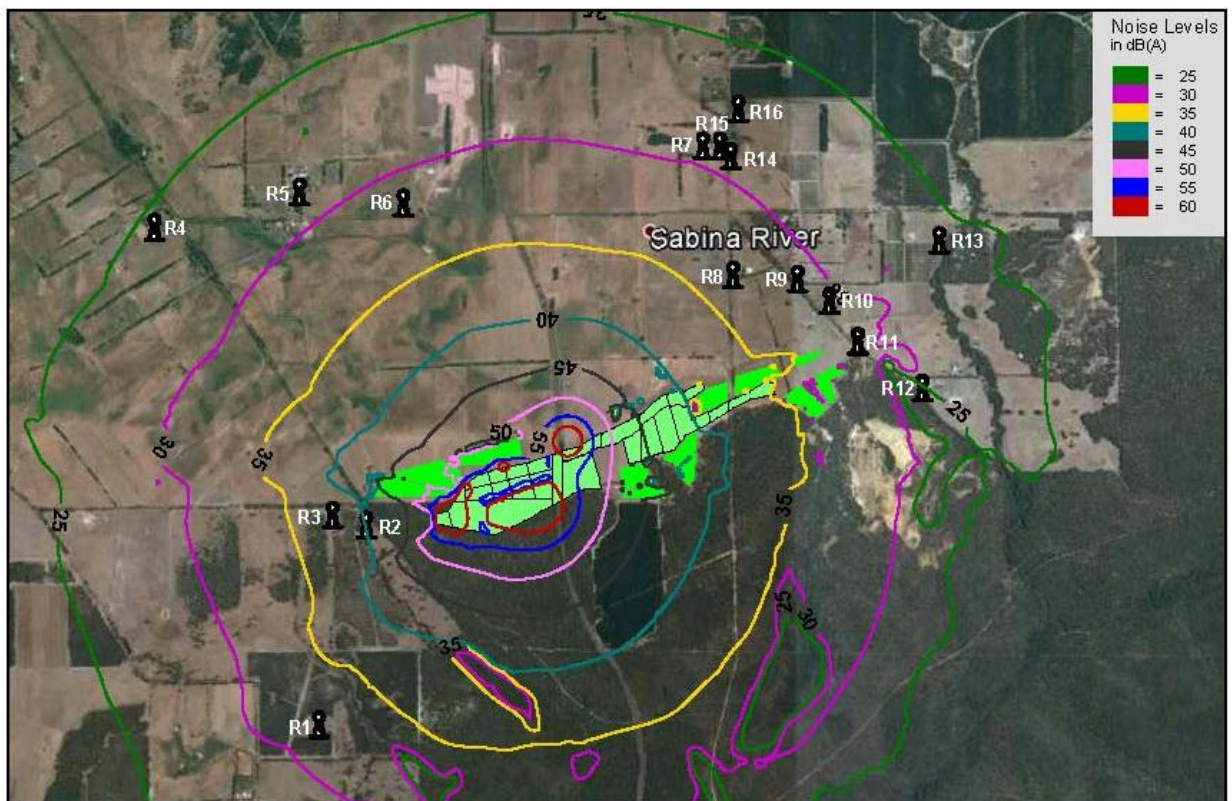 25
Noise Levels
in dB(A)
= 25
= 30
= 35
= 40
= 45
= 50
= 55
= 60
R16
R15
R7
R14
R5
R6
R4
Sabina River
R13
R8
R9
R10
R11
R12
25
40
45
50
55
30
35
25
R3
R2
35
35
25
30
R1